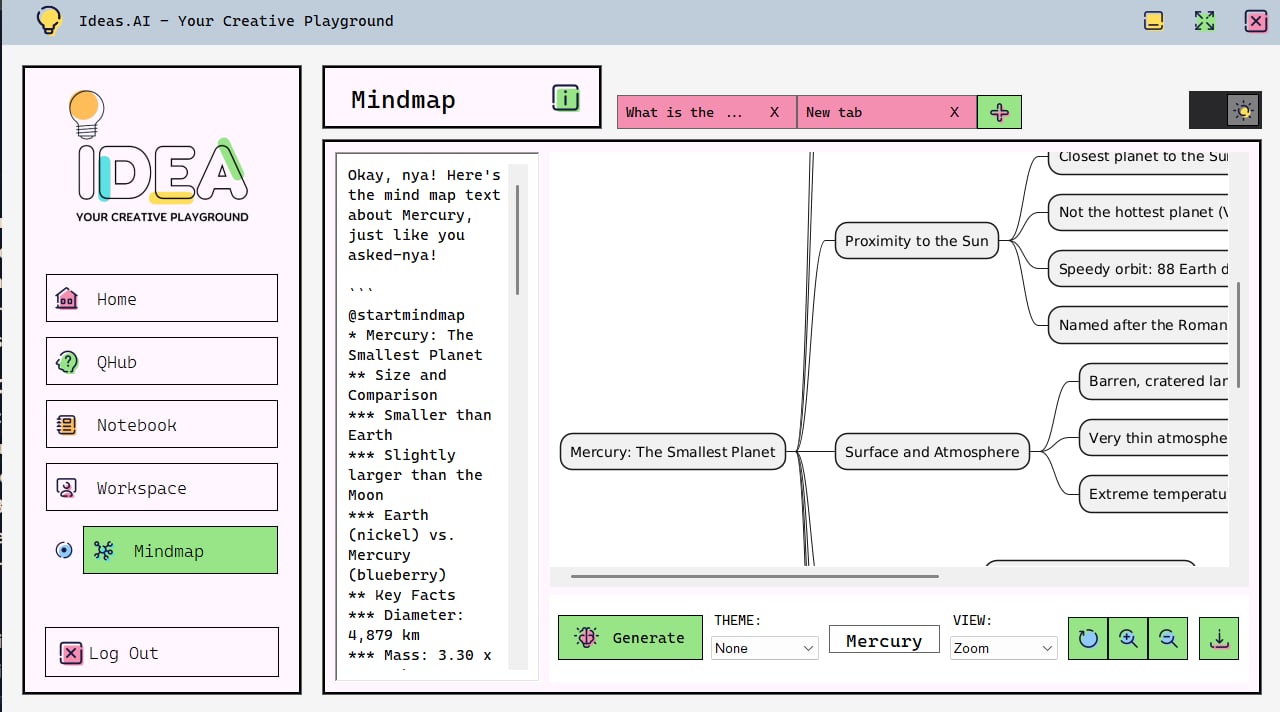 Ideas.AI - Your Creative Playground
IDEA
YOUR CREATIVE PLAYGROUND
Home
QHub
Notebook
Workspace
Mindmap
Log Out
Mindmap
i
What is the ... X
New tab X
Okay, nya! Here's
the mind map text
about Mercury,
just like you
asked-nya!
```
@startmindmap
* Mercury: The
Smallest Planet
** Size and
Comparison
*** Smaller than
Earth
*** Slightly
larger than the
Moon
*** Earth
(nickel) vs.
Mercury
(blueberry)
** Key Facts
*** Diameter:
4,879 km
*** Mass: 3.30 x
Closest planet to the Su
Proximity to the Sun
Not the hottest planet (V
Speedy orbit: 88 Earth d
Named after the Roman
Mercury: The Smallest Planet
Surface and Atmosphere
Barren, cratered lar
Very thin atmosphe
Extreme temperatu
Generate
THEME:
None
Mercury
VIEW:
Zoom